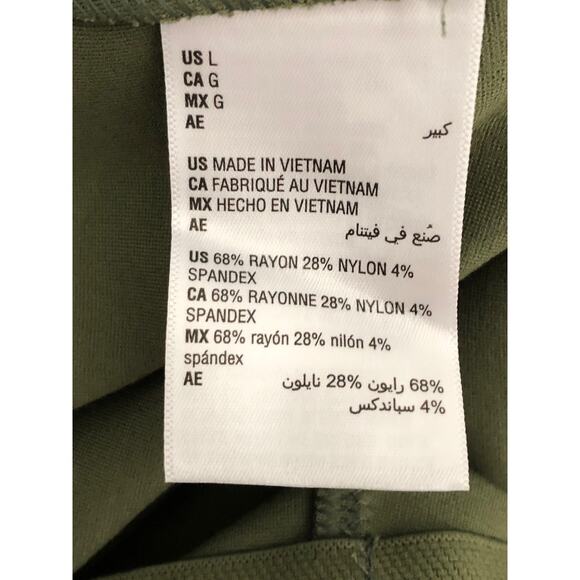 US L
CA G
MX G
AE كبير
US MADE IN VIETNAM
CA FABRIQUÉ AU VIETNAM
MX HECHO EN VIETNAM
AE صُنع في فيتنام
US 68% RAYON 28% NYLON 4%
SPANDEX
CA 68% RAYONNE 28% NYLON 4%
SPANDEX
MX 68% rayón 28% nilón 4%
spándex
AE 68% رايون 28% نايلون
4% سباندكس